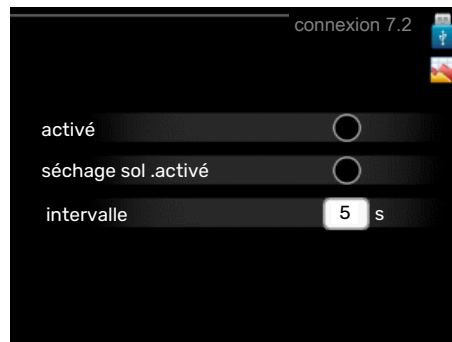 connexion 7.2
activé
séchage sol .activé
intervalle 5 s